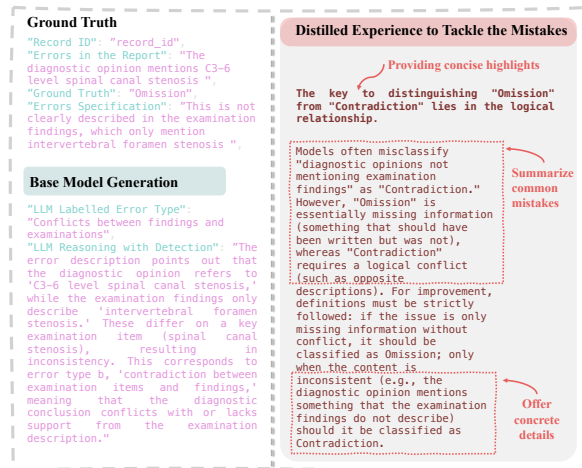 Ground Truth
"Record ID": "record_id",
"Errors in the Report": "The
diagnostic opinion mentions C3–6
level spinal canal stenosis ",
"Ground Truth": "Omission",
"Errors Specification": "This is not
clearly described in the examination
findings, which only mention
intervertebral foramen stenosis ",
Base Model Generation
"LLM Labelled Error Type":
"Conflicts between findings and
examinations",
"LLM Reasoning with Detection": "The
error description points out that
the diagnostic opinion refers to
'C3–6 level spinal canal stenosis,'
while the examination findings only
describe 'intervertebral foramen
stenosis.' These differ on a key
examination item (spinal canal
stenosis), resulting in
inconsistency. This corresponds to
error type b, 'contradiction between
examination items and findings,'
meaning that the diagnostic
conclusion conflicts with or lacks
support from the examination
description."
Distilled Experience to Tackle the Mistakes
Providing concise highlights
The key to distinguishing "Omission"
from "Contradiction" lies in the logical
relationship.
Models often misclassify
"diagnostic opinions not
mentioning examination
findings" as "Contradiction."
However, "Omission" is
essentially missing information
(something that should have
been written but was not),
whereas "Contradiction"
requires a logical conflict
(such as opposite
descriptions). For improvement,
definitions must be strictly
followed: if the issue is only
missing information without
conflict, it should be
classified as Omission; only
when the content is
inconsistent (e.g., the
diagnostic opinion mentions
something that the examination
findings do not describe)
should it be classified as
Contradiction.
Summarize
common
mistakes
Offer
concrete
details